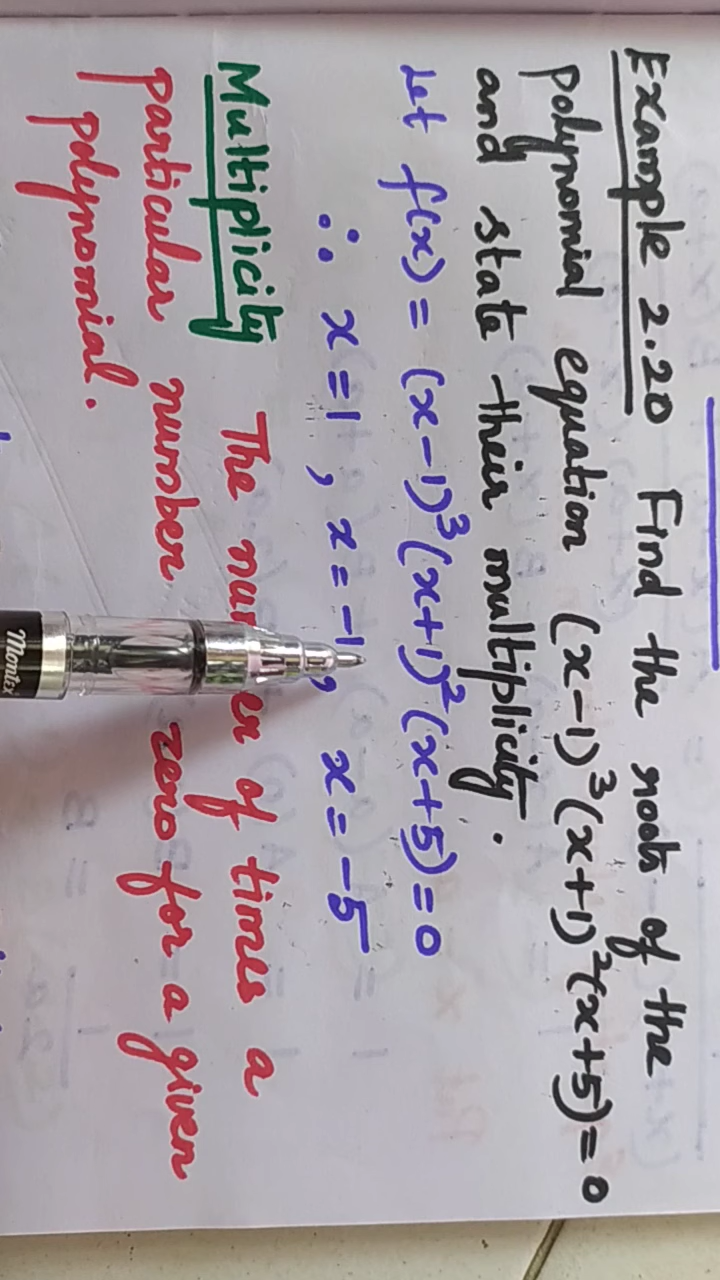 Example 2.20 Find the roots of the
polynomial equation (x-1)³(x+1)²(x+5)=0
and state their multiplicity.
Let f(x) = (x-1)³(x+1)²(x+5)=0
∴ x=1, x=-1, x=-5
Multiplicity The of times a
particular number zero for a given
polynomial.
Montex